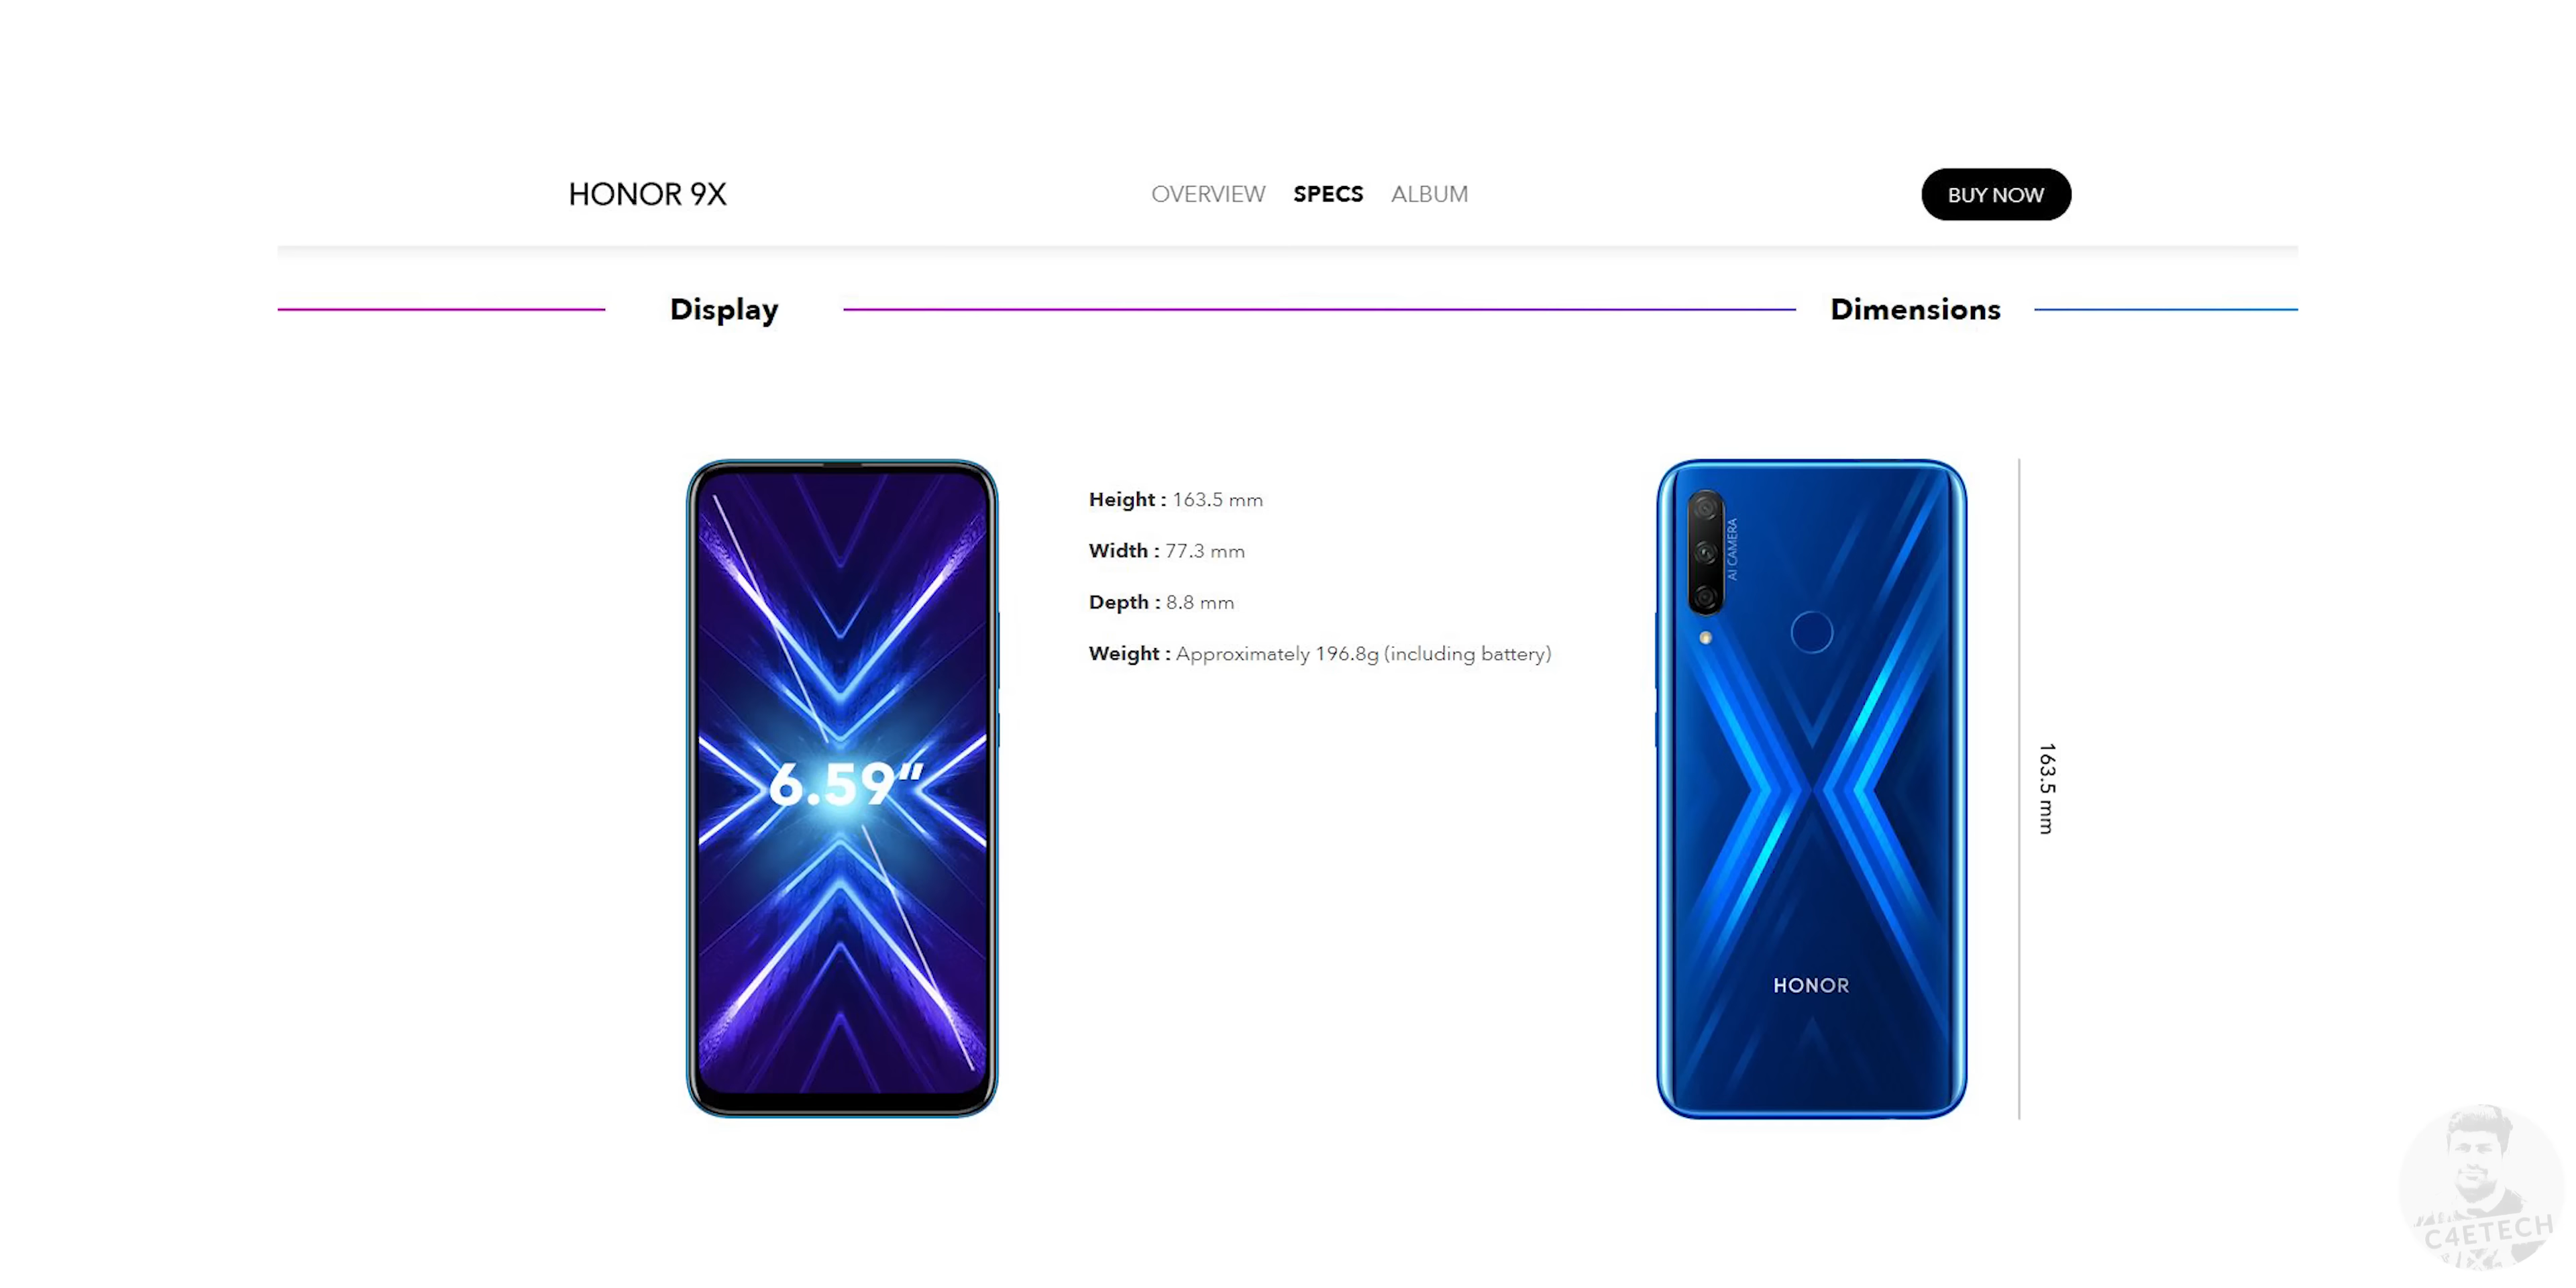 HONOR 9X
OVERVIEW SPECS ALBUM
BUY NOW
Display
Dimensions
6.59"
Height : 163.5 mm
Width : 77.3 mm
Depth : 8.8 mm
Weight : Approximately 196.8g (including battery)
AI CAMERA
HONOR
163.5 mm
C4ETECH